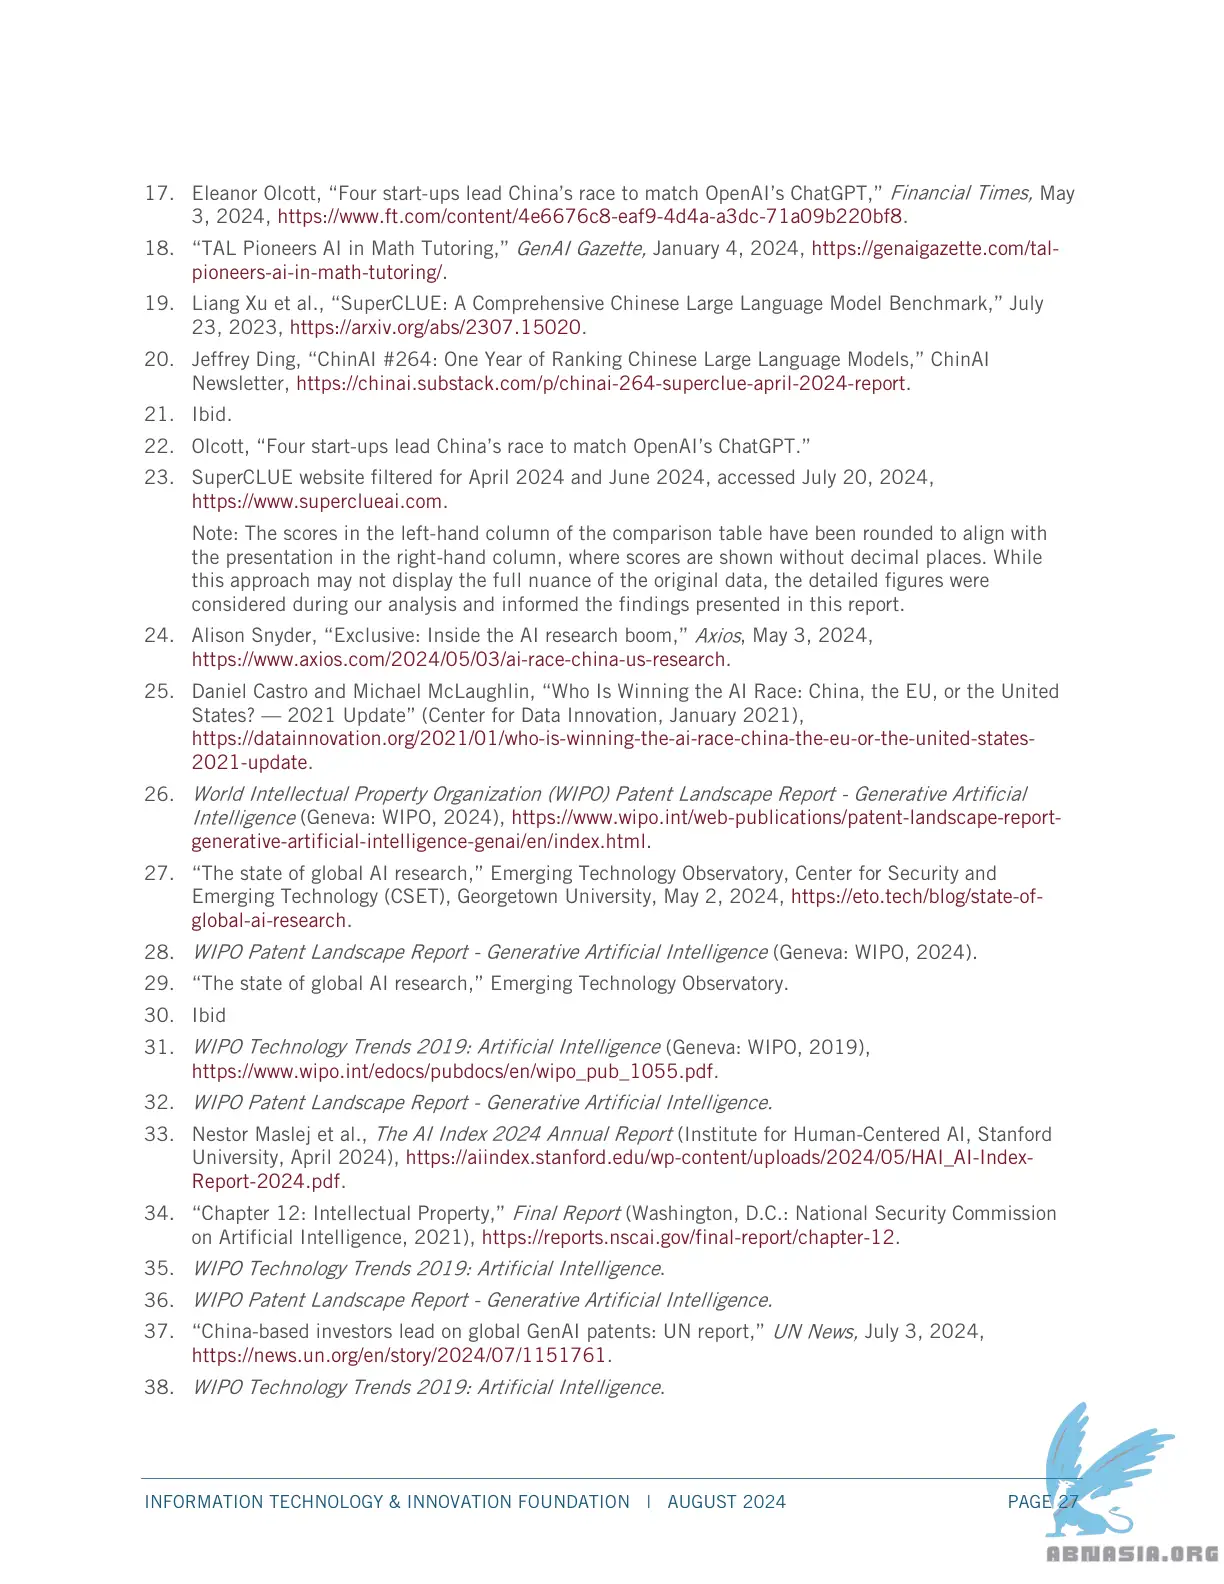 17. Eleanor Olcott, “Four start-ups lead China’s race to match OpenAI’s ChatGPT,” Financial Times, May
3, 2024, https://www.ft.com/content/4e6676c8-eaf9-4d4a-a3dc-71a09b220bf8.
18. “TAL Pioneers AI in Math Tutoring,” GenAI Gazette, January 4, 2024, https://genaigazette.com/tal-
pioneers-ai-in-math-tutoring/.
19. Liang Xu et al., “SuperCLUE: A Comprehensive Chinese Large Language Model Benchmark,” July
23, 2023, https://arxiv.org/abs/2307.15020.
20. Jeffrey Ding, “ChinAI #264: One Year of Ranking Chinese Large Language Models,” ChinAI
Newsletter, https://chinai.substack.com/p/chinai-264-superclue-april-2024-report.
21. Ibid.
22. Olcott, “Four start-ups lead China’s race to match OpenAI’s ChatGPT.”
23. SuperCLUE website filtered for April 2024 and June 2024, accessed July 20, 2024,
https://www.superclueai.com.
Note: The scores in the left-hand column of the comparison table have been rounded to align with
the presentation in the right-hand column, where scores are shown without decimal places. While
this approach may not display the full nuance of the original data, the detailed figures were
considered during our analysis and informed the findings presented in this report.
24. Alison Snyder, “Exclusive: Inside the AI research boom,” Axios, May 3, 2024,
https://www.axios.com/2024/05/03/ai-race-china-us-research.
25. Daniel Castro and Michael McLaughlin, “Who Is Winning the AI Race: China, the EU, or the United
States? — 2021 Update” (Center for Data Innovation, January 2021),
https://datainnovation.org/2021/01/who-is-winning-the-ai-race-china-the-eu-or-the-united-states-
2021-update.
26. World Intellectual Property Organization (WIPO) Patent Landscape Report - Generative Artificial
Intelligence (Geneva: WIPO, 2024), https://www.wipo.int/web-publications/patent-landscape-report-
generative-artificial-intelligence-genai/en/index.html.
27. “The state of global AI research,” Emerging Technology Observatory, Center for Security and
Emerging Technology (CSET), Georgetown University, May 2, 2024, https://eto.tech/blog/state-of-
global-ai-research.
28. WIPO Patent Landscape Report - Generative Artificial Intelligence (Geneva: WIPO, 2024).
29. “The state of global AI research,” Emerging Technology Observatory.
30. Ibid
31. WIPO Technology Trends 2019: Artificial Intelligence (Geneva: WIPO, 2019),
https://www.wipo.int/edocs/pubdocs/en/wipo_pub_1055.pdf.
32. WIPO Patent Landscape Report - Generative Artificial Intelligence.
33. Nestor Maslej et al., The AI Index 2024 Annual Report (Institute for Human-Centered AI, Stanford
University, April 2024), https://aiindex.stanford.edu/wp-content/uploads/2024/05/HAI_AI-Index-
Report-2024.pdf.
34. “Chapter 12: Intellectual Property,” Final Report (Washington, D.C.: National Security Commission
on Artificial Intelligence, 2021), https://reports.nscai.gov/final-report/chapter-12.
35. WIPO Technology Trends 2019: Artificial Intelligence.
36. WIPO Patent Landscape Report - Generative Artificial Intelligence.
37. “China-based investors lead on global GenAI patents: UN report,” UN News, July 3, 2024,
https://news.un.org/en/story/2024/07/1151761.
38. WIPO Technology Trends 2019: Artificial Intelligence.
INFORMATION TECHNOLOGY & INNOVATION FOUNDATION | AUGUST 2024 PAGE 27
ABNASIA.ORG